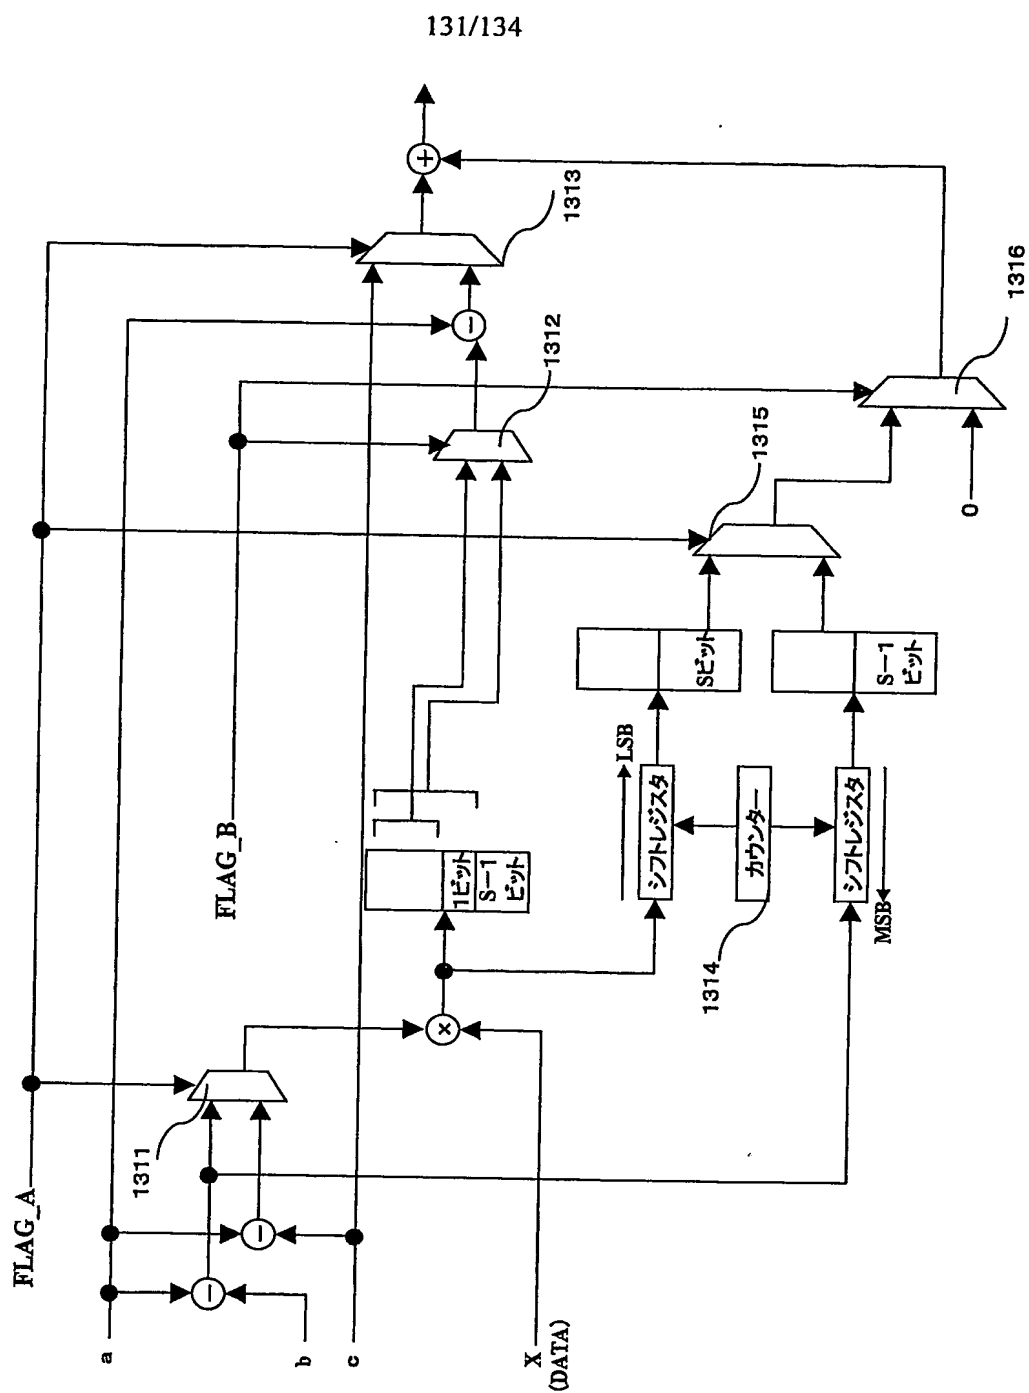 131/134
FLAG_A
a
b
c
X
(DATA)
1311
FLAG_B
1ビット
S－1
ビット
1312
1313
LSB
シフトレジスタ
Sビット
カウンター
1314
シフトレジスタ
MSB
S－1
ビット
1315
0
1316